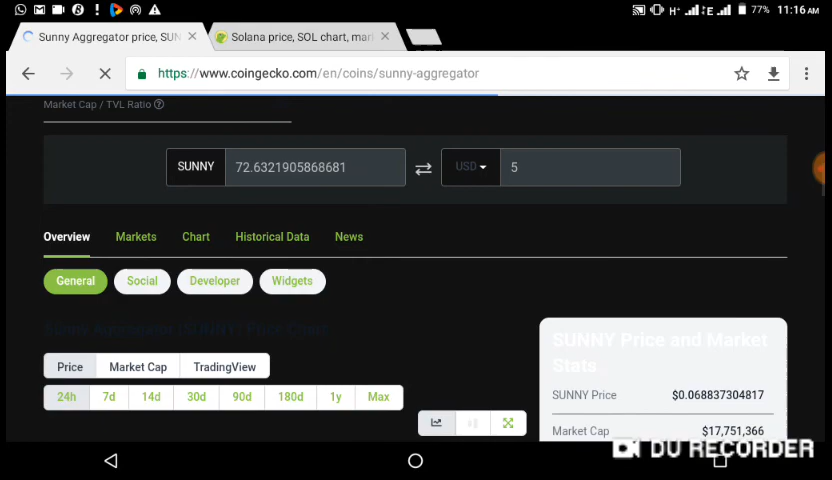 77% 11:16 AM
Sunny Aggregator price, SUN
Solana price, SOL chart, mar
https://www.coingecko.com/en/coins/sunny-aggregator
Market Cap / TVL Ratio
SUNNY 72.6321905868681 USD 5
Overview Markets Chart Historical Data News
General Social Developer Widgets
Sunny Aggregator (SUNNY) Price Chart
SUNNY Price and Market
Stats
Price Market Cap TradingView
24h 7d 14d 30d 90d 180d 1y Max
SUNNY Price $0.068837304817
Market Cap $17,751,366
DU RECORDER